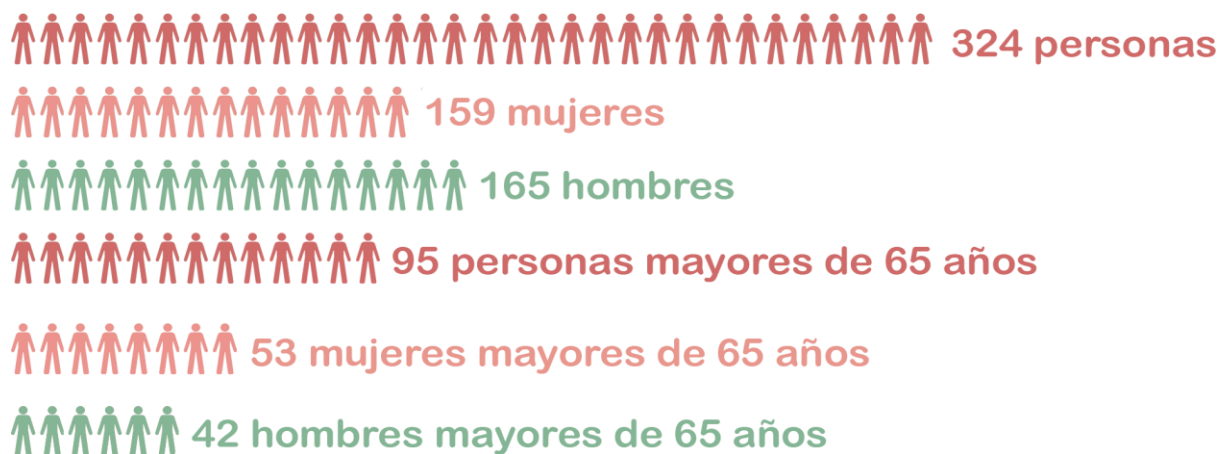 324 personas
159 mujeres
165 hombres
95 personas mayores de 65 años
53 mujeres mayores de 65 años
42 hombres mayores de 65 años